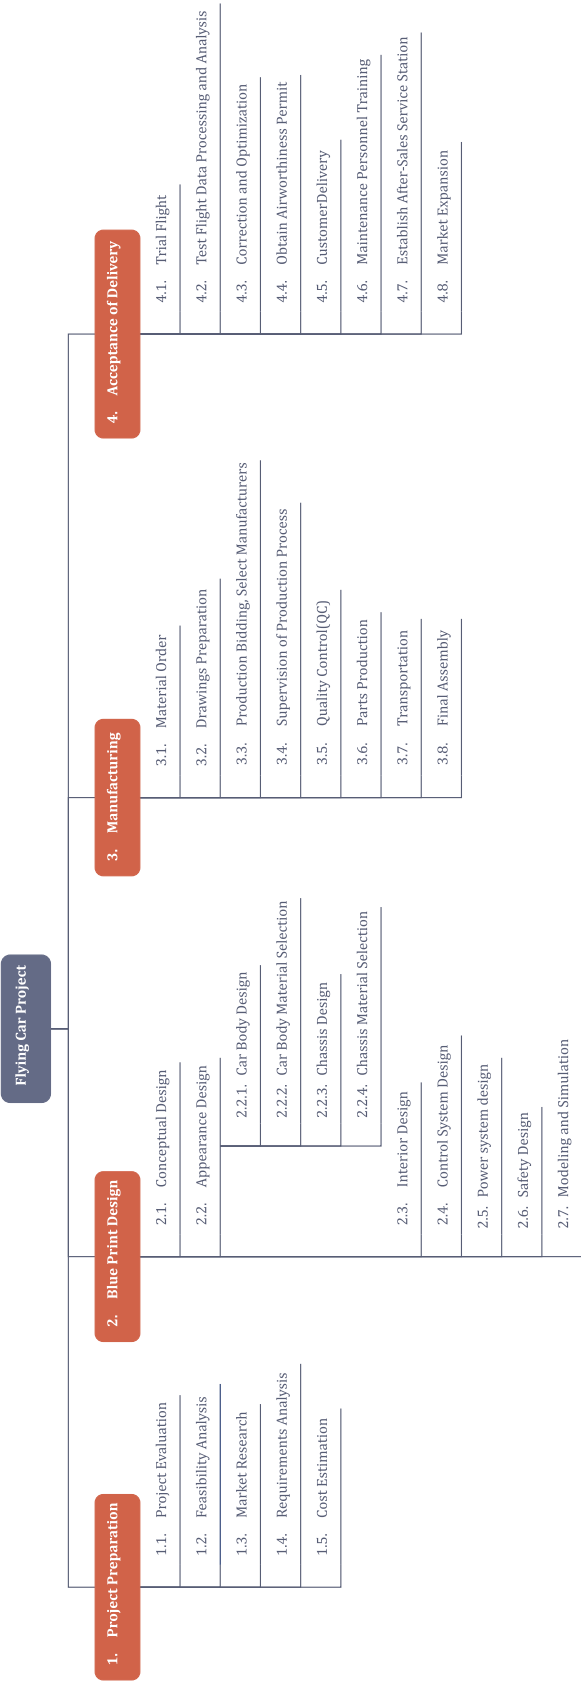 Flying Car Project
1. Project Preparation
1.1. Project Evaluation
1.2. Feasibility Analysis
1.3. Market Research
1.4. Requirements Analysis
1.5. Cost Estimation
2. Blue Print Design
2.1. Conceptual Design
2.2. Appearance Design
2.2.1. Car Body Design
2.2.2. Car Body Material Selection
2.2.3. Chassis Design
2.2.4. Chassis Material Selection
2.3. Interior Design
2.4. Control System Design
2.5. Power system design
2.6. Safety Design
2.7. Modeling and Simulation
3. Manufacturing
3.1. Material Order
3.2. Drawings Preparation
3.3. Production Bidding, Select Manufacturers
3.4. Supervision of Production Process
3.5. Quality Control(QC)
3.6. Parts Production
3.7. Transportation
3.8. Final Assembly
4. Acceptance of Delivery
4.1. Trial Flight
4.2. Test Flight Data Processing and Analysis
4.3. Correction and Optimization
4.4. Obtain Airworthiness Permit
4.5. CustomerDelivery
4.6. Maintenance Personnel Training
4.7. Establish After-Sales Service Station
4.8. Market Expansion